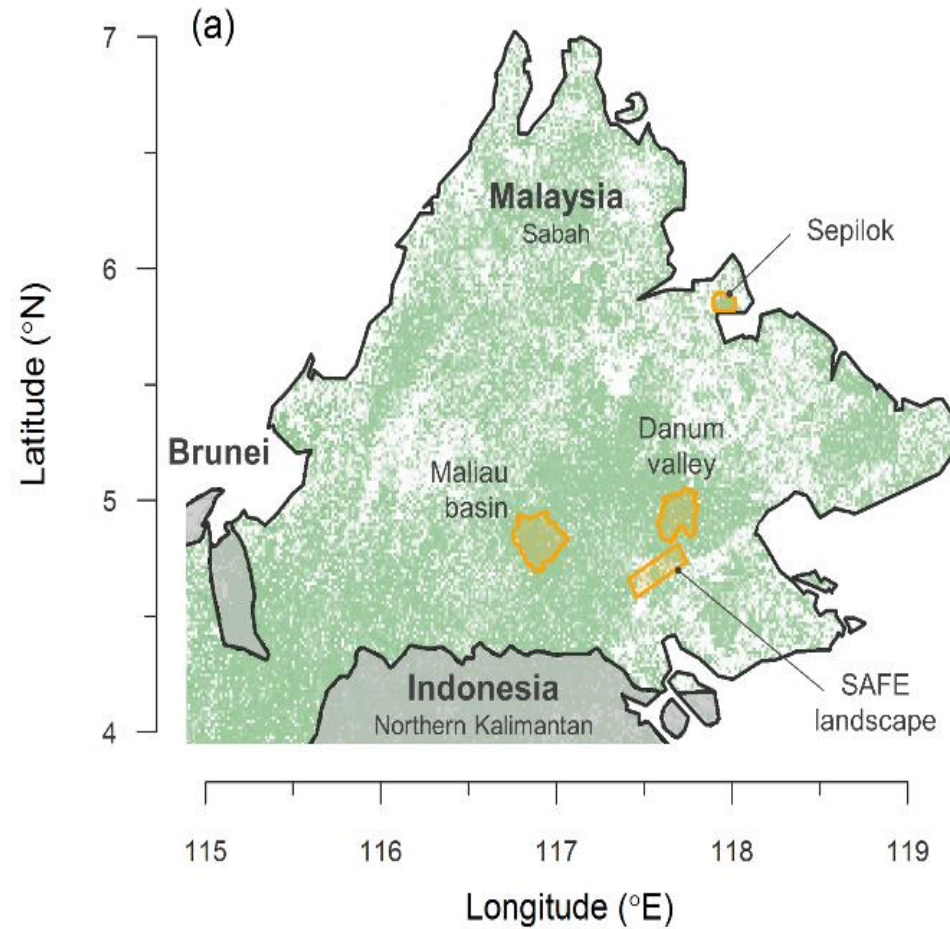 (a)
7
Malaysia
Sabah
Sepilok
6
Latitude (°N)
Danum
valley
Brunei
Maliau
basin
5
SAFE
landscape
Indonesia
Northern Kalimantan
4
115
116
117
118
119
Longitude (°E)